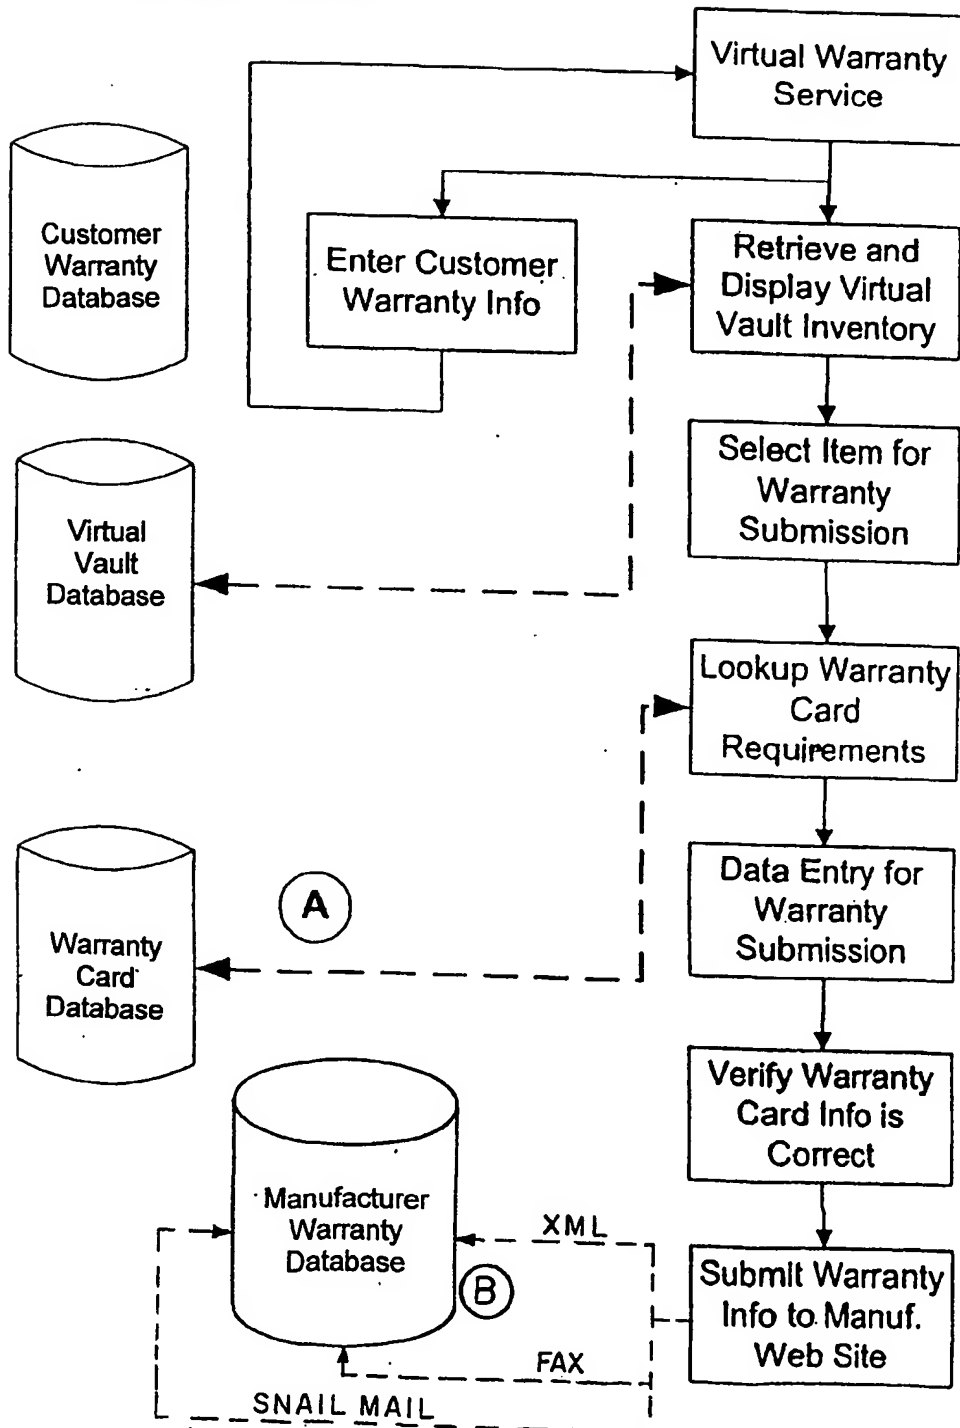 Virtual Warranty
Service
Customer
Warranty
Database
Enter Customer
Warranty Info
Retrieve and
Display Virtual
Vault Inventory
Select Item for
Warranty
Submission
Virtual
Vault
Database
Lookup Warranty
Card
Requirements
A
Data Entry for
Warranty
Submission
Warranty
Card
Database
Verify Warranty
Card Info is
Correct
Manufacturer
Warranty
Database
XML
B
Submit Warranty
Info to Manuf.
Web Site
FAX
SNAIL MAIL